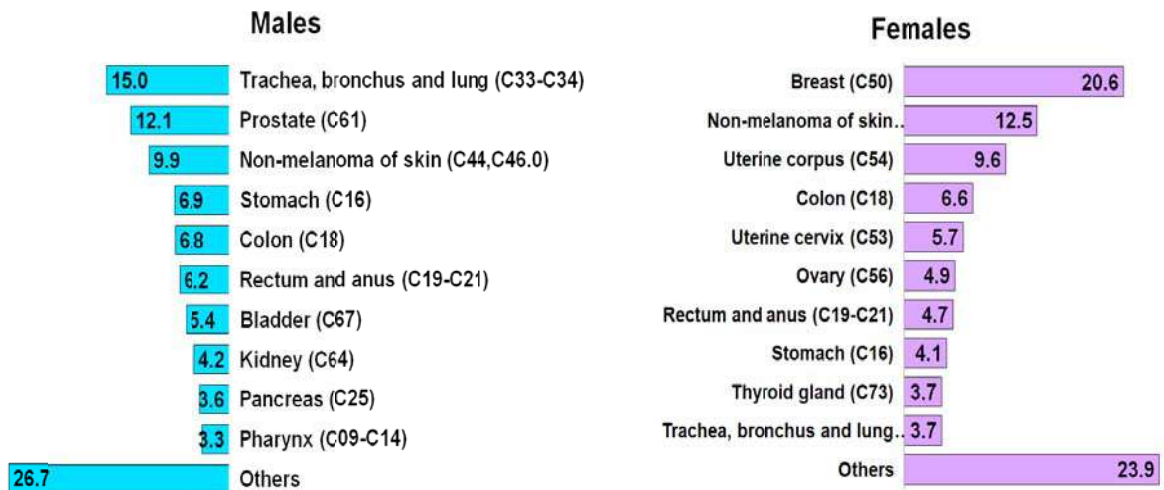 Males
15.0 Trachea, bronchus and lung (C33-C34)
12.1 Prostate (C61)
9.9 Non-melanoma of skin (C44,C46.0)
6.9 Stomach (C16)
6.8 Colon (C18)
6.2 Rectum and anus (C19-C21)
5.4 Bladder (C67)
4.2 Kidney (C64)
3.6 Pancreas (C25)
3.3 Pharynx (C09-C14)
26.7 Others
Females
Breast (C50) 20.6
Non-melanoma of skin.. 12.5
Uterine corpus (C54) 9.6
Colon (C18) 6.6
Uterine cervix (C53) 5.7
Ovary (C56) 4.9
Rectum and anus (C19-C21) 4.7
Stomach (C16) 4.1
Thyroid gland (C73) 3.7
Trachea, bronchus and lung.. 3.7
Others 23.9